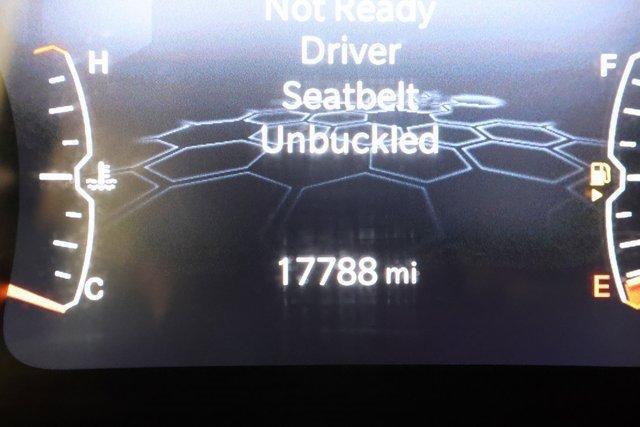 Not Ready
Driver
Seatbelt
Unbuckled
H
F
C
E
17788 mi